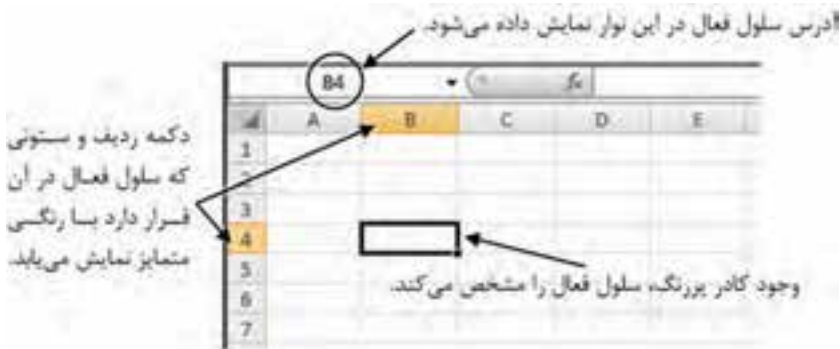 آدرس سلول فعال در این نوار نمایش داده می‌شود.
B4
fx
A B C D E
1
2
3
4
5
6
7
دکمه ردیف و ستونی
که سلول فعال در آن
قرار دارد با رنگی
متمایز نمایش می‌یابد.
وجود کادر پررنگ، سلول فعال را مشخص می‌کند.